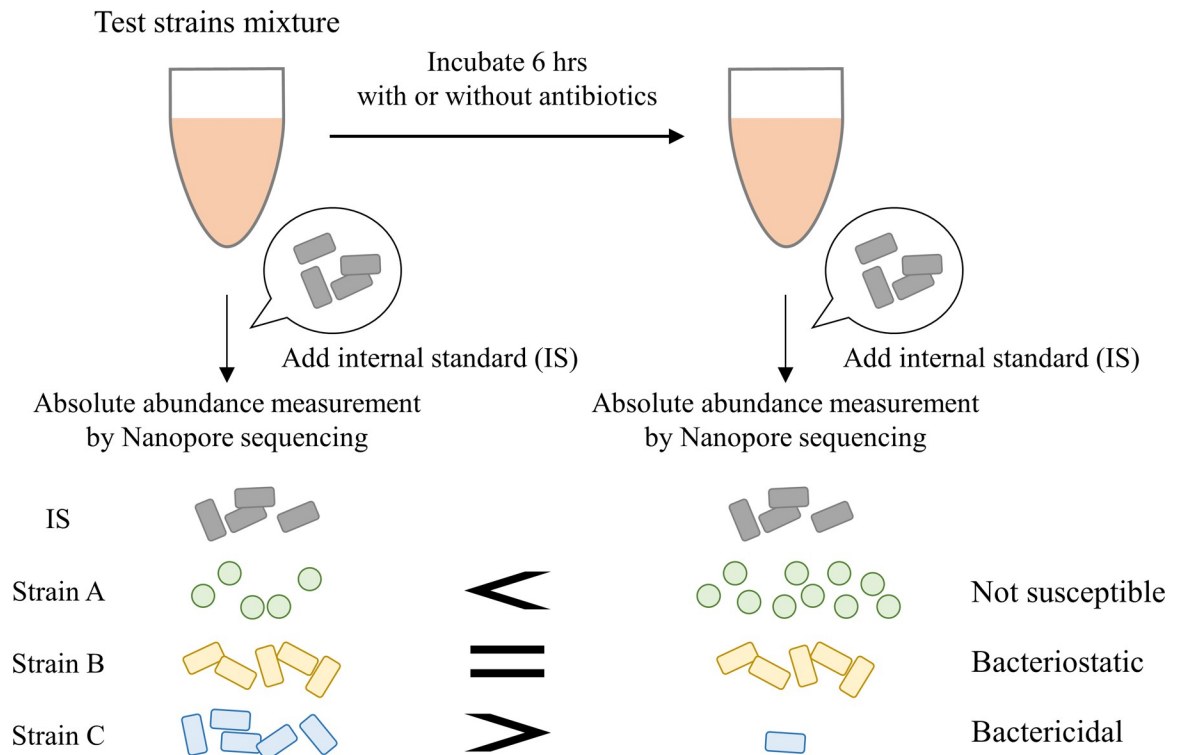 Test strains mixture
Incubate 6 hrs
with or without antibiotics
Add internal standard (IS)
Add internal standard (IS)
Absolute abundance measurement
by Nanopore sequencing
Absolute abundance measurement
by Nanopore sequencing
IS
Strain A < Not susceptible
Strain B = Bacteriostatic
Strain C > Bactericidal